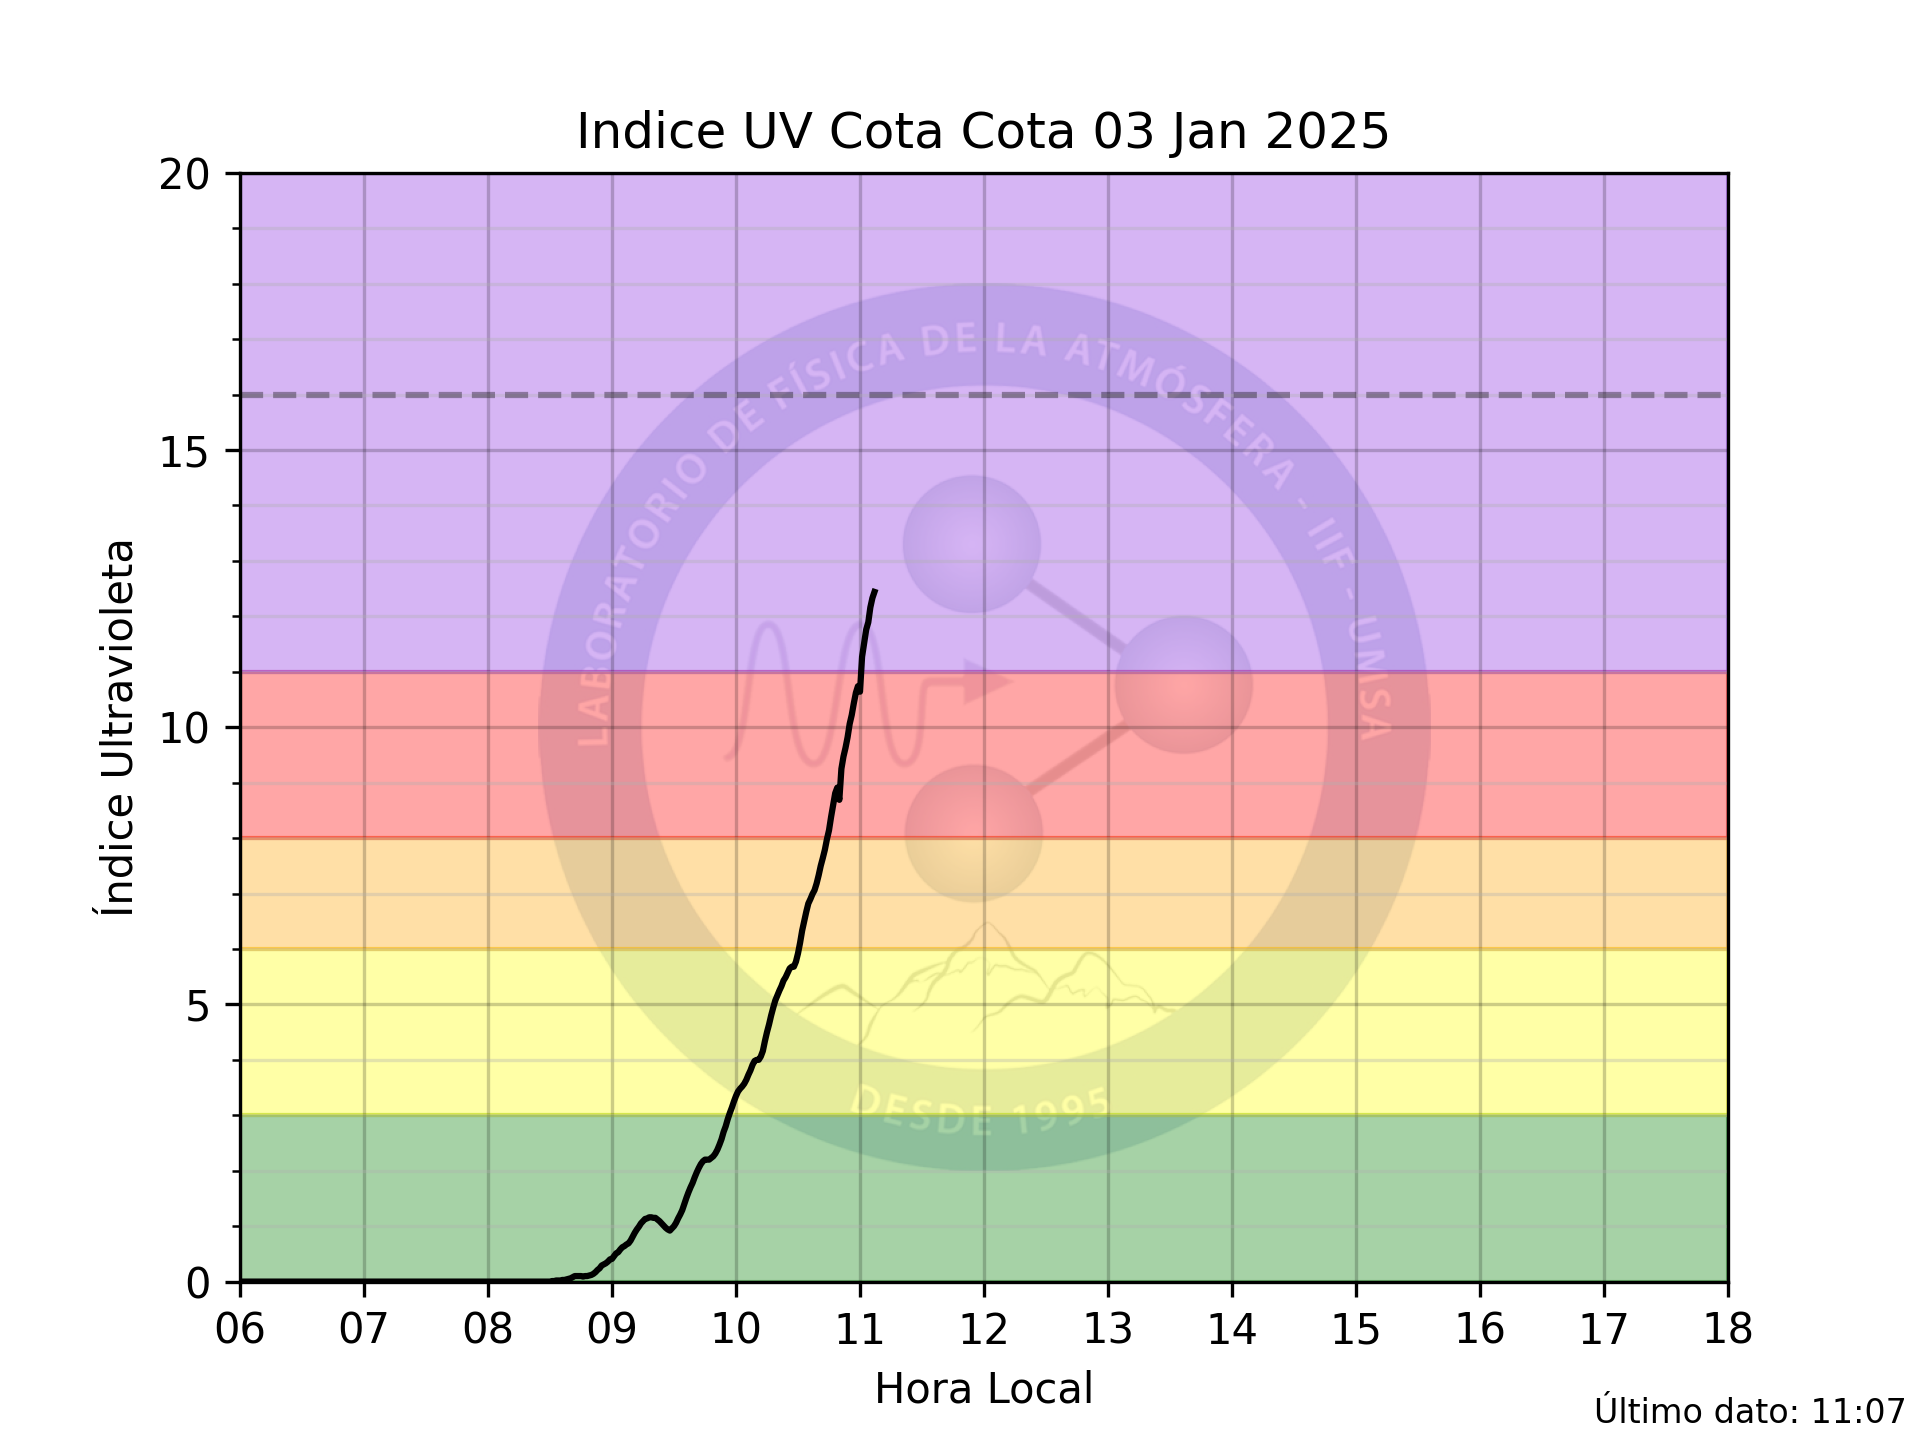 Indice UV Cota Cota 03 Jan 2025
20
15
10
5
0
Índice Ultravioleta
LABORATORIO DE FÍSICA DE LA ATMÓSFERA - IIF - UMSA
DESDE 1995
06 07 08 09 10 11 12 13 14 15 16 17 18
Hora Local
Último dato: 11:07